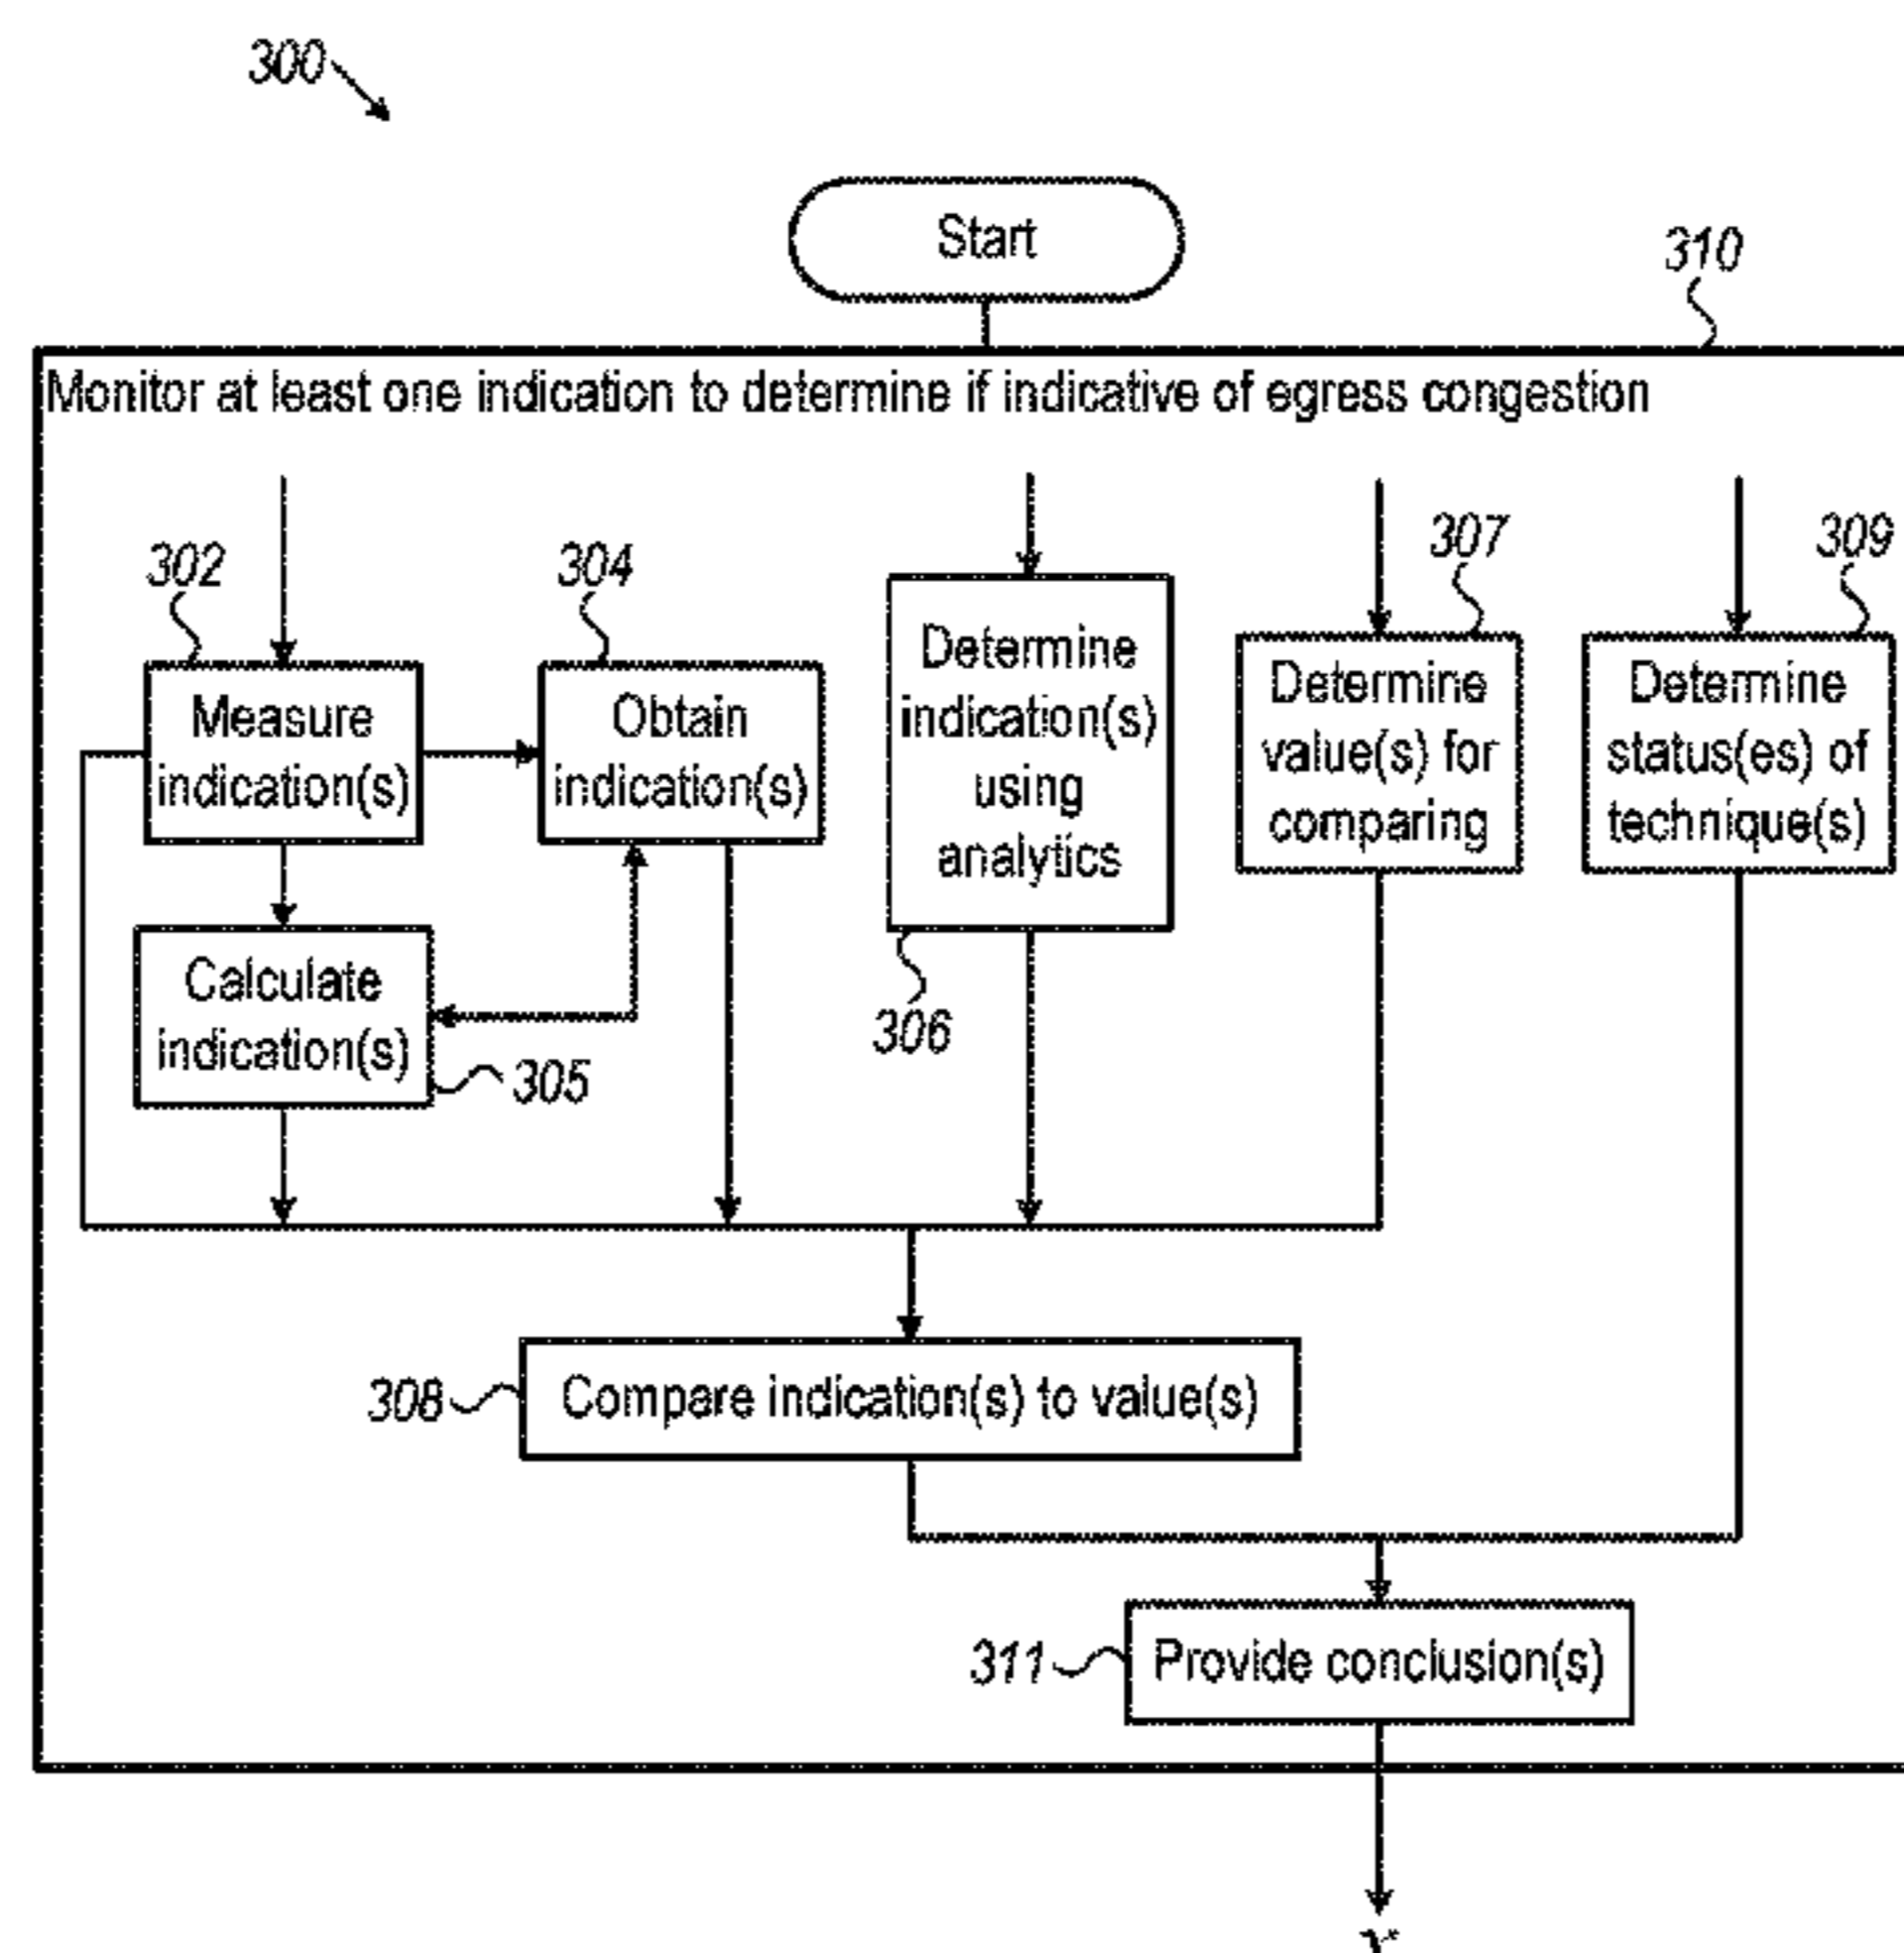 300
Start
310
Monitor at least one indication to determine if indicative of egress congestion
302
304
307
309
Measure
indication(s)
Obtain
indication(s)
Determine
indication(s)
using
analytics
Determine
value(s) for
comparing
Determine
status(es) of
technique(s)
Calculate
indication(s)
305
306
308
Compare indication(s) to value(s)
311
Provide conclusion(s)